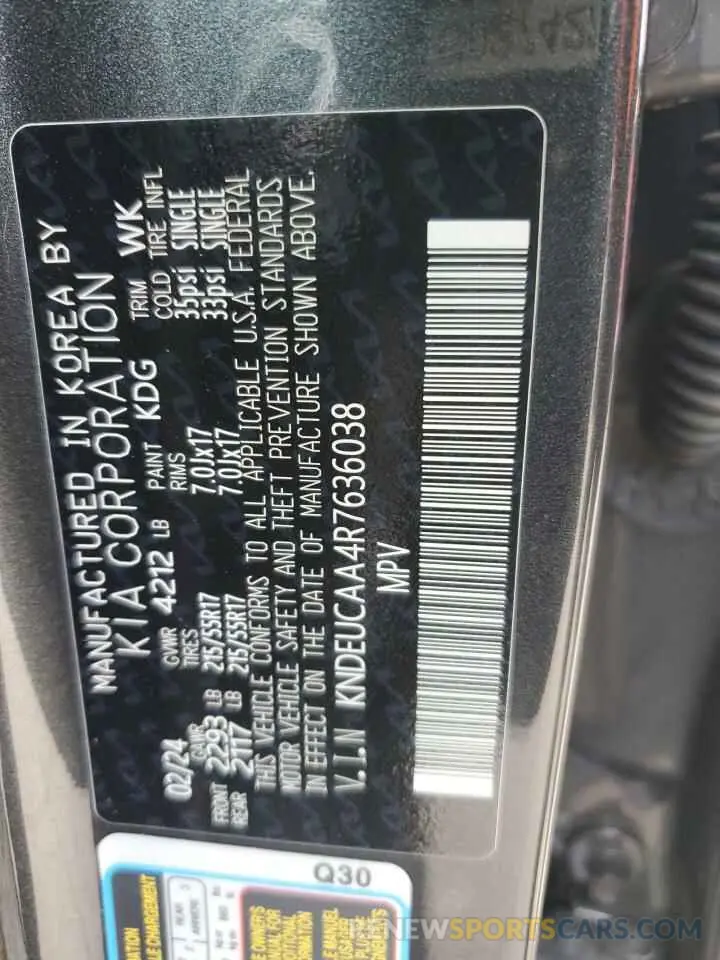 MANUFACTURED IN KOREA BY
KIA CORPORATION
02/24 GVWR 4212 LB PAINT KDG TRIM WK
GAWR TIRES RIMS COLD TIRE INFL
FRONT 2293 LB 215/55R17 7.0Jx17 35psi SINGLE
REAR 2117 LB 215/55R17 7.0Jx17 33psi SINGLE
THIS VEHICLE CONFORMS TO ALL APPLICABLE U.S.A. FEDERAL
MOTOR VEHICLE SAFETY AND THEFT PREVENTION STANDARDS
IN EFFECT ON THE DATE OF MANUFACTURE SHOWN ABOVE.
V.I.N KNDEUCAA4R7636038
MPV
Q30
RENEWSPORTSCARS.COM